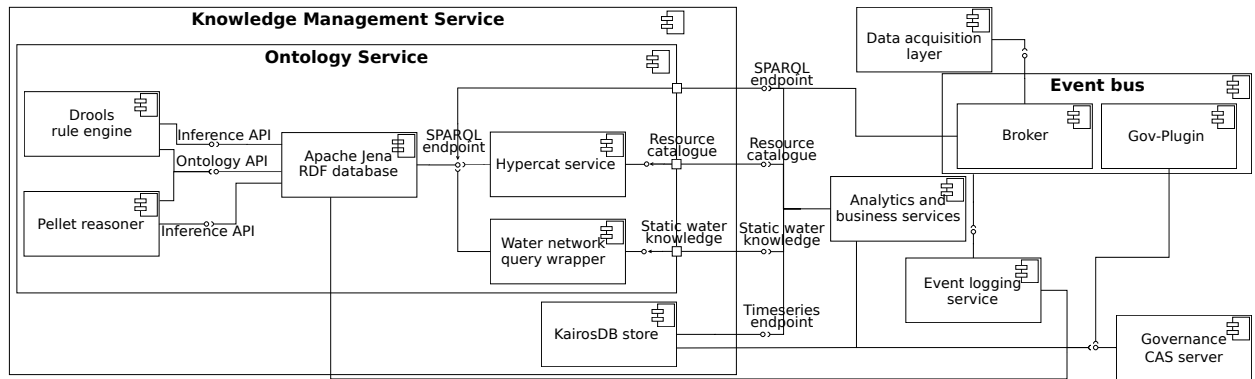 Knowledge Management Service
Ontology Service
Drools
rule engine
Pellet reasoner
Inference API
Ontology API
Inference API
Apache Jena
RDF database
SPARQL
endpoint
Hypercat service
Water network
query wrapper
Resource
catalogue
Static water
knowledge
KairosDB store
SPARQL
endpoint
Resource
catalogue
Static water
knowledge
Timeseries
endpoint
Data acquisition
layer
Event bus
Broker
Gov-Plugin
Analytics and
business services
Event logging
service
Governance
CAS server